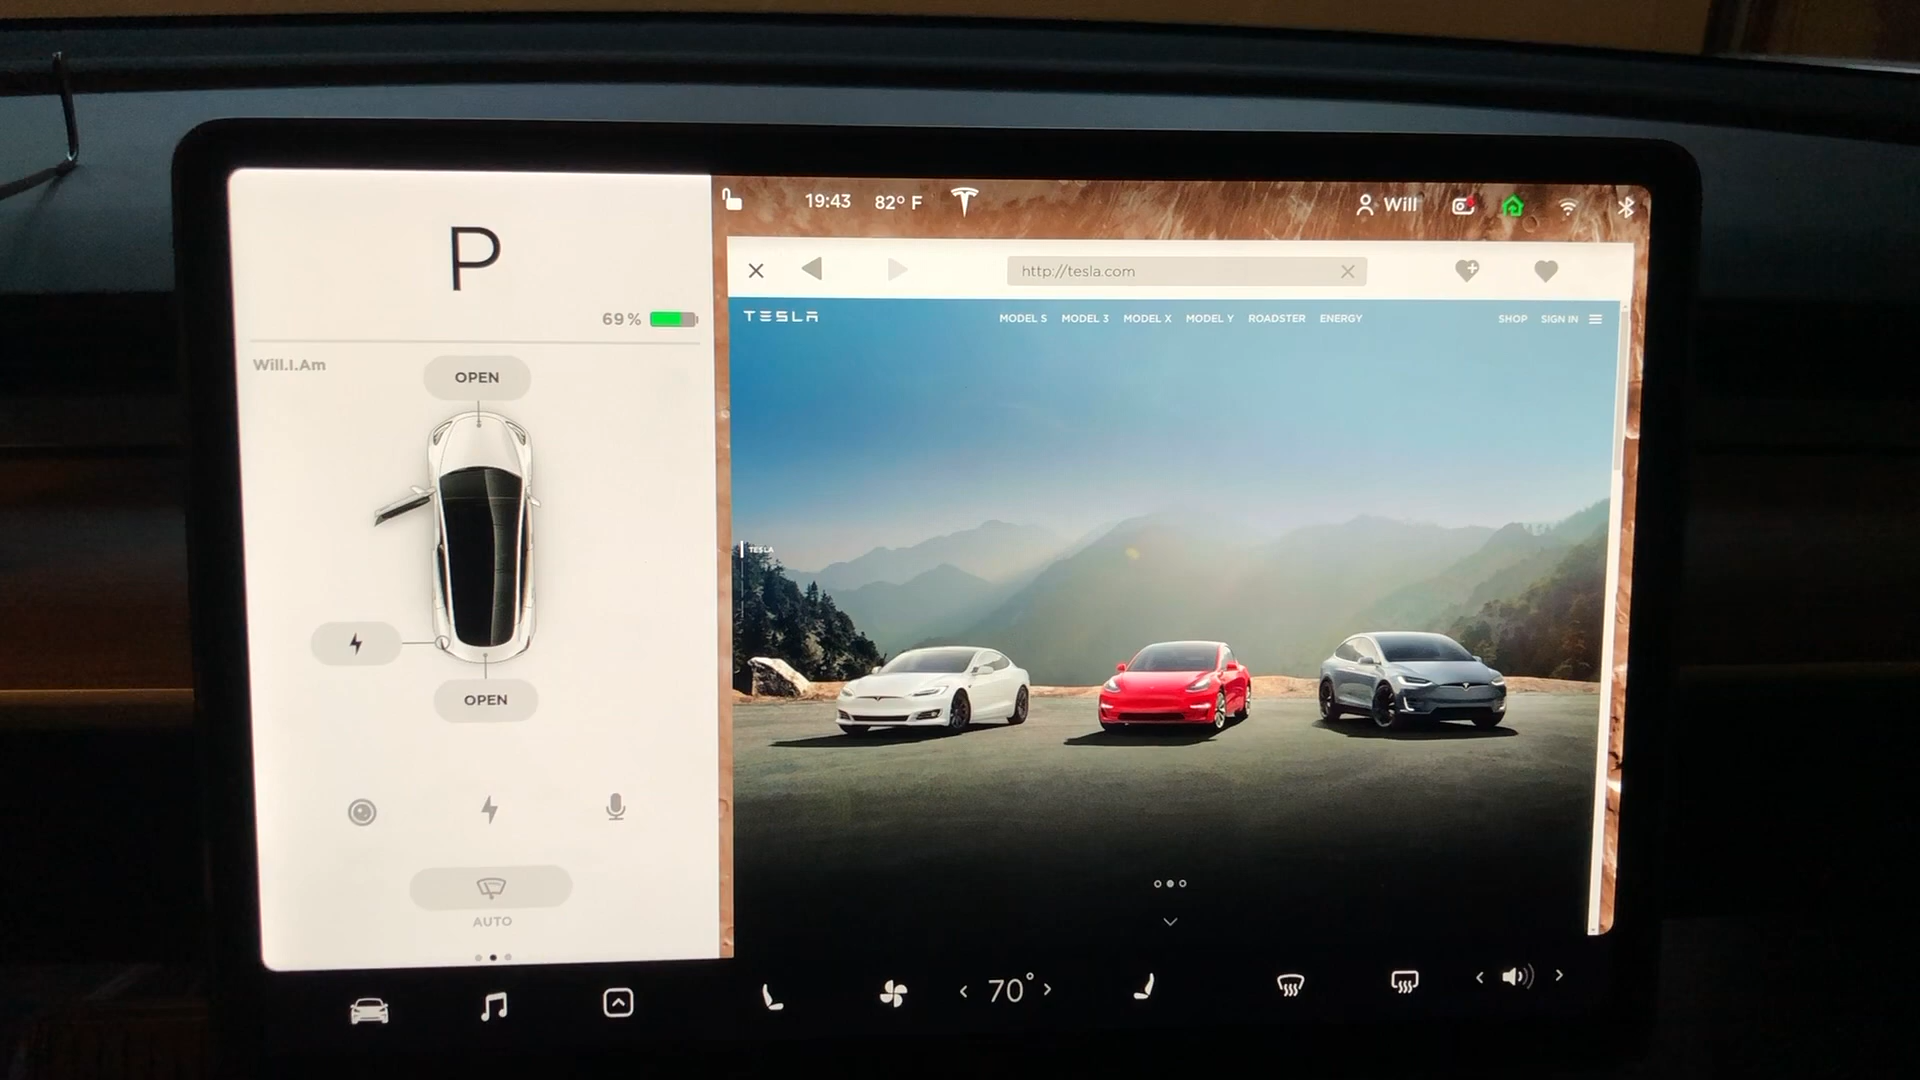 P
69%
Will.I.Am
OPEN
OPEN
AUTO
19:43 82° F
Will
http://tesla.com
TESLA MODEL S MODEL 3 MODEL X MODEL Y ROADSTER ENERGY SHOP SIGN IN
TESLA
70°